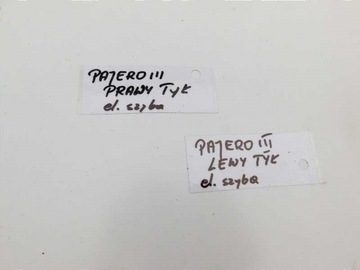 PAJERO III
PRAWY TYŁ
el. szyba
PAJERO III
LEWY TYŁ
el. szyba